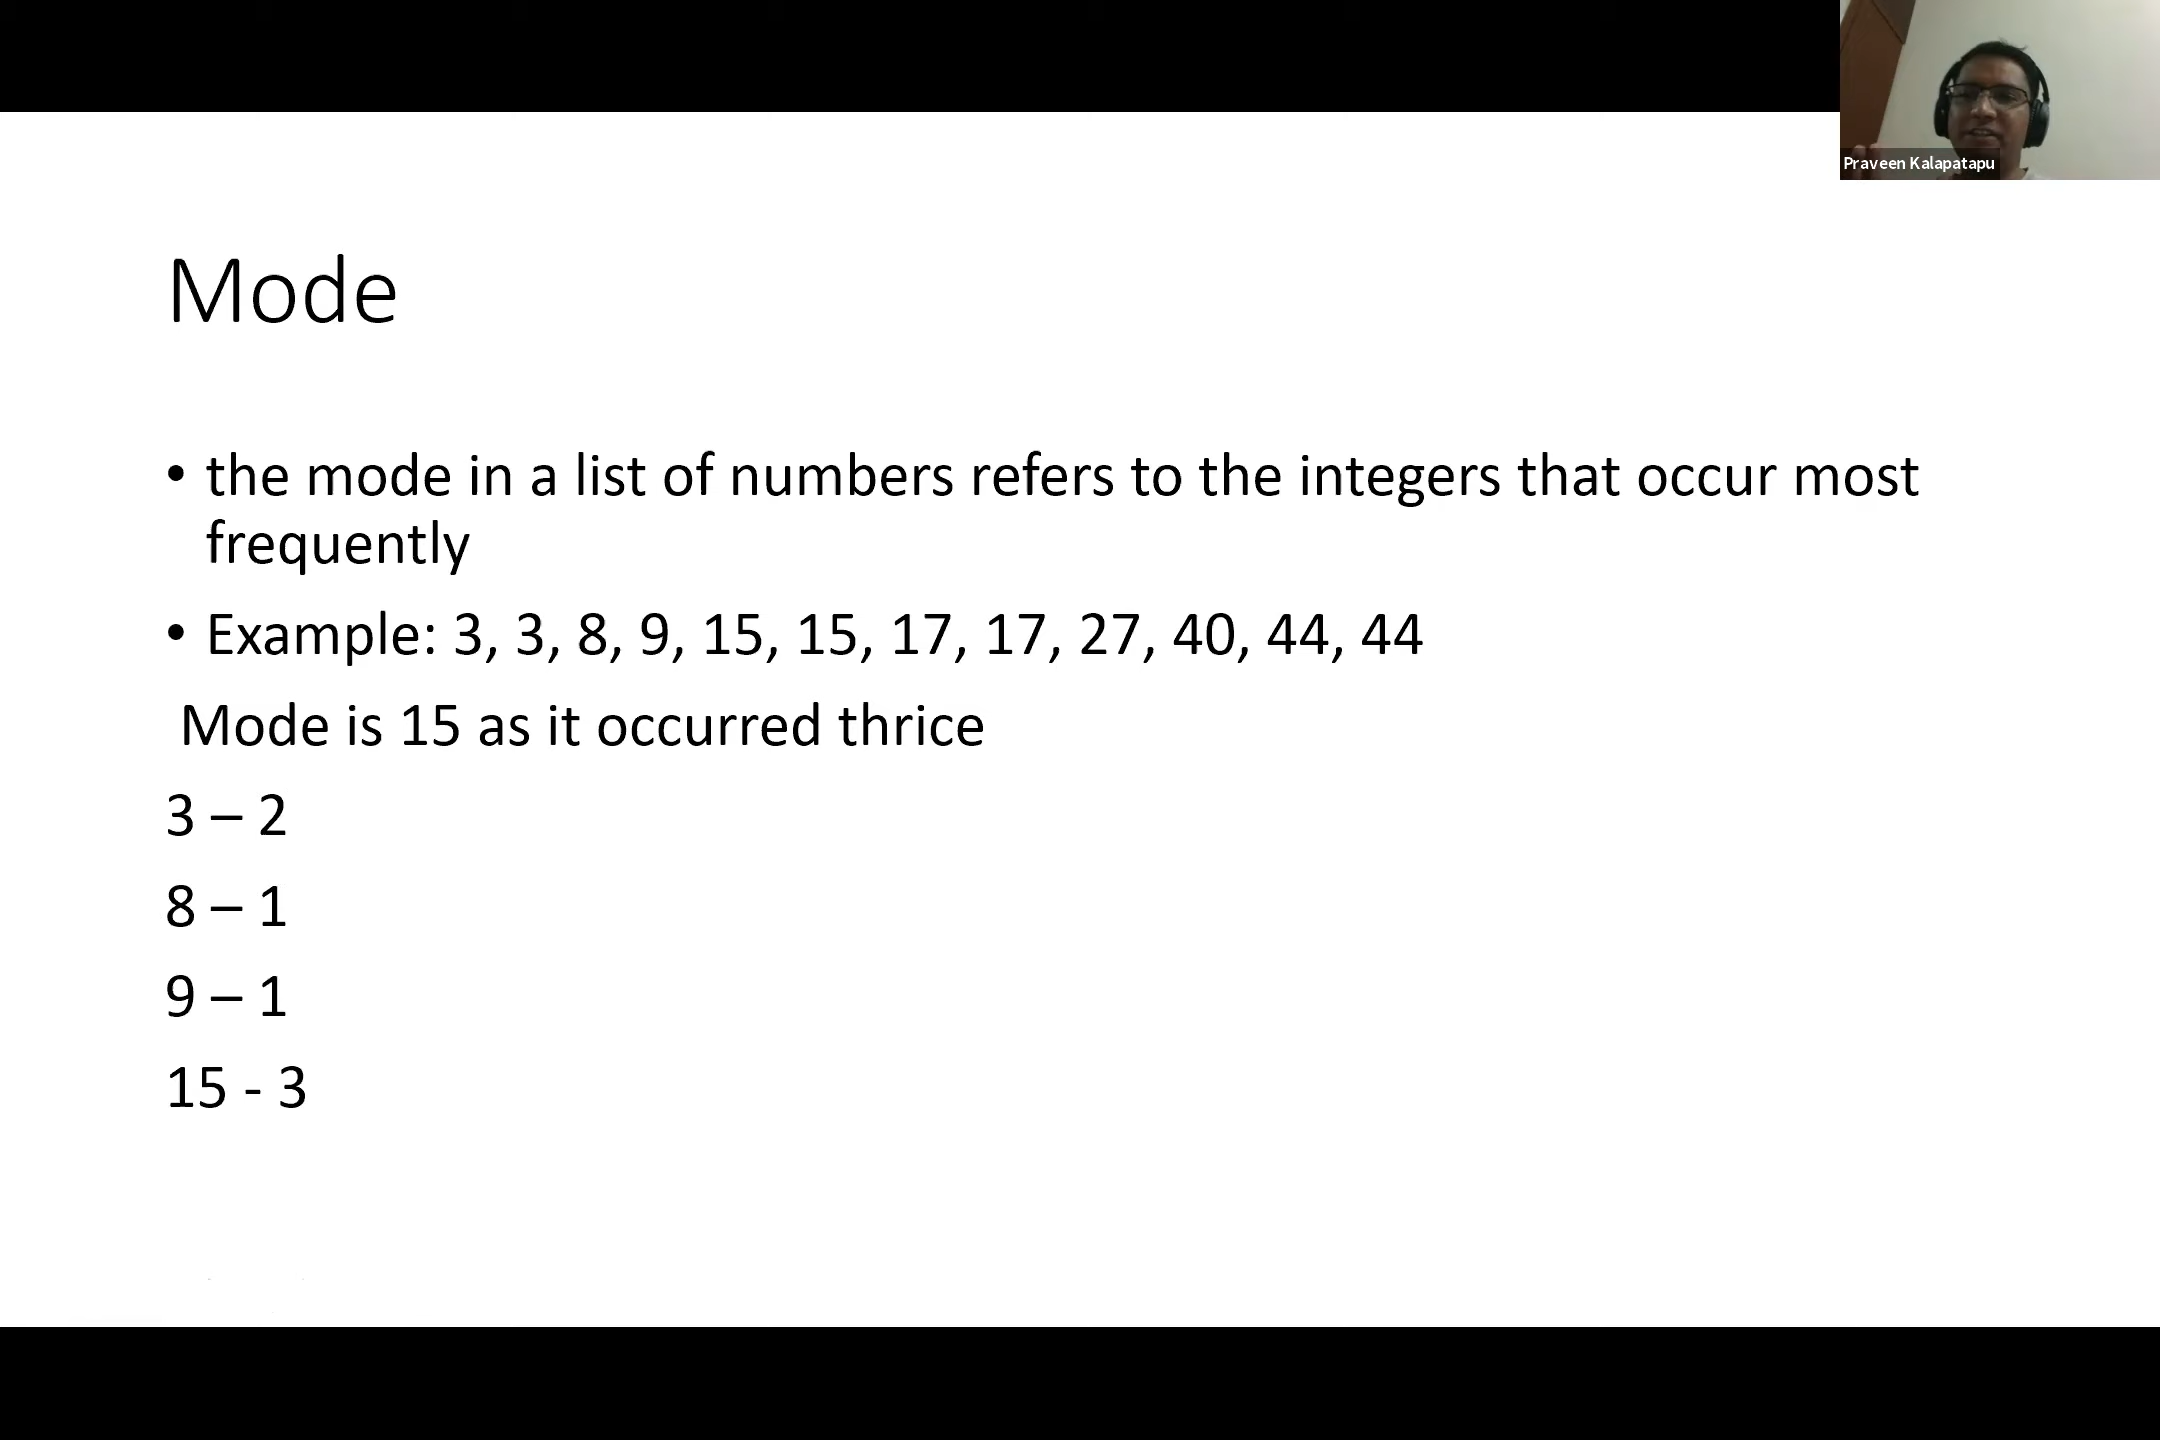 Praveen Kalapatapu
Mode
• the mode in a list of numbers refers to the integers that occur most
frequently
• Example: 3, 3, 8, 9, 15, 15, 17, 17, 27, 40, 44, 44
Mode is 15 as it occurred thrice
3 – 2
8 – 1
9 – 1
15 - 3